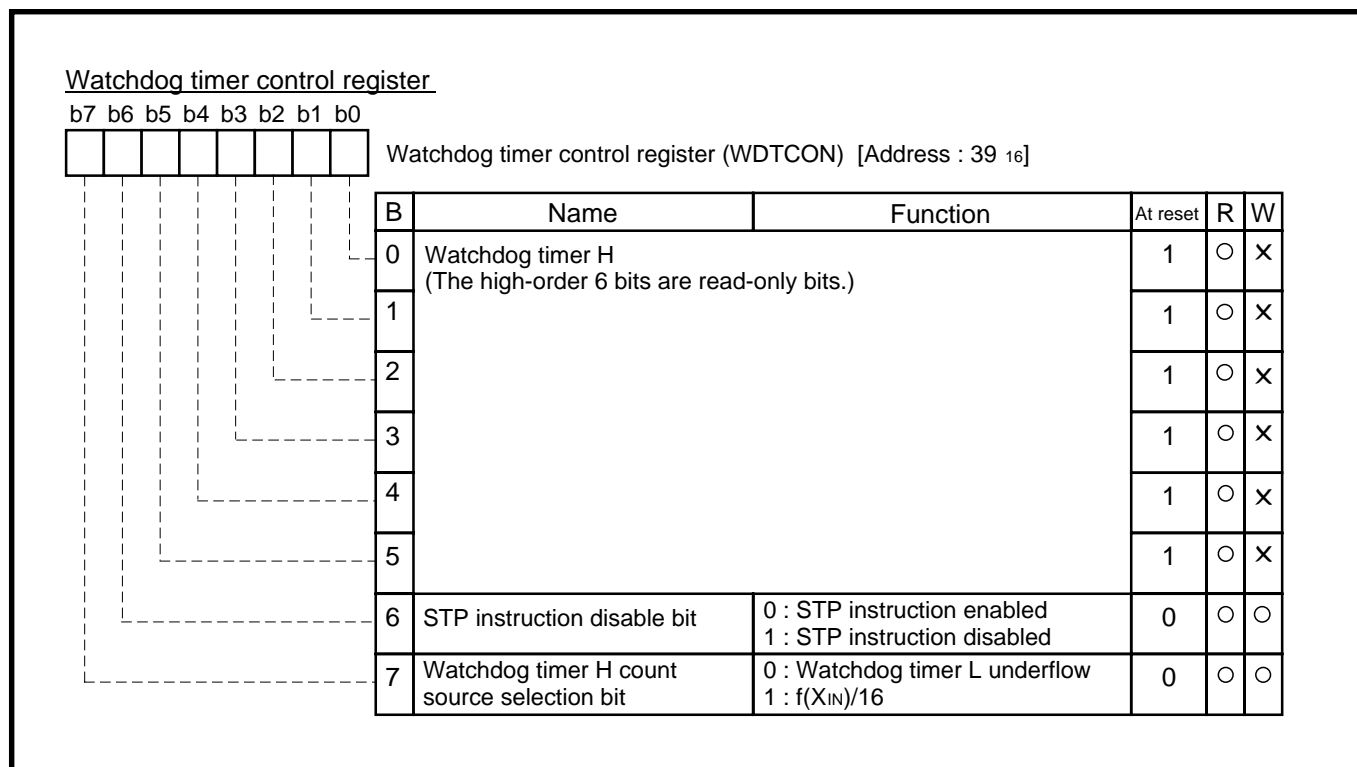 Watchdog timer control register
b7 b6 b5 b4 b3 b2 b1 b0
Watchdog timer control register (WDTCON) [Address : 39 16]
B Name Function At reset R W
0 Watchdog timer H 1 ○ ×
(The high-order 6 bits are read-only bits.)
1 1 ○ ×
2 1 ○ ×
3 1 ○ ×
4 1 ○ ×
5 1 ○ ×
6 STP instruction disable bit 0 : STP instruction enabled 0 ○ ○
1 : STP instruction disabled
7 Watchdog timer H count 0 : Watchdog timer L underflow 0 ○ ○
source selection bit 1 : f(XIN)/16